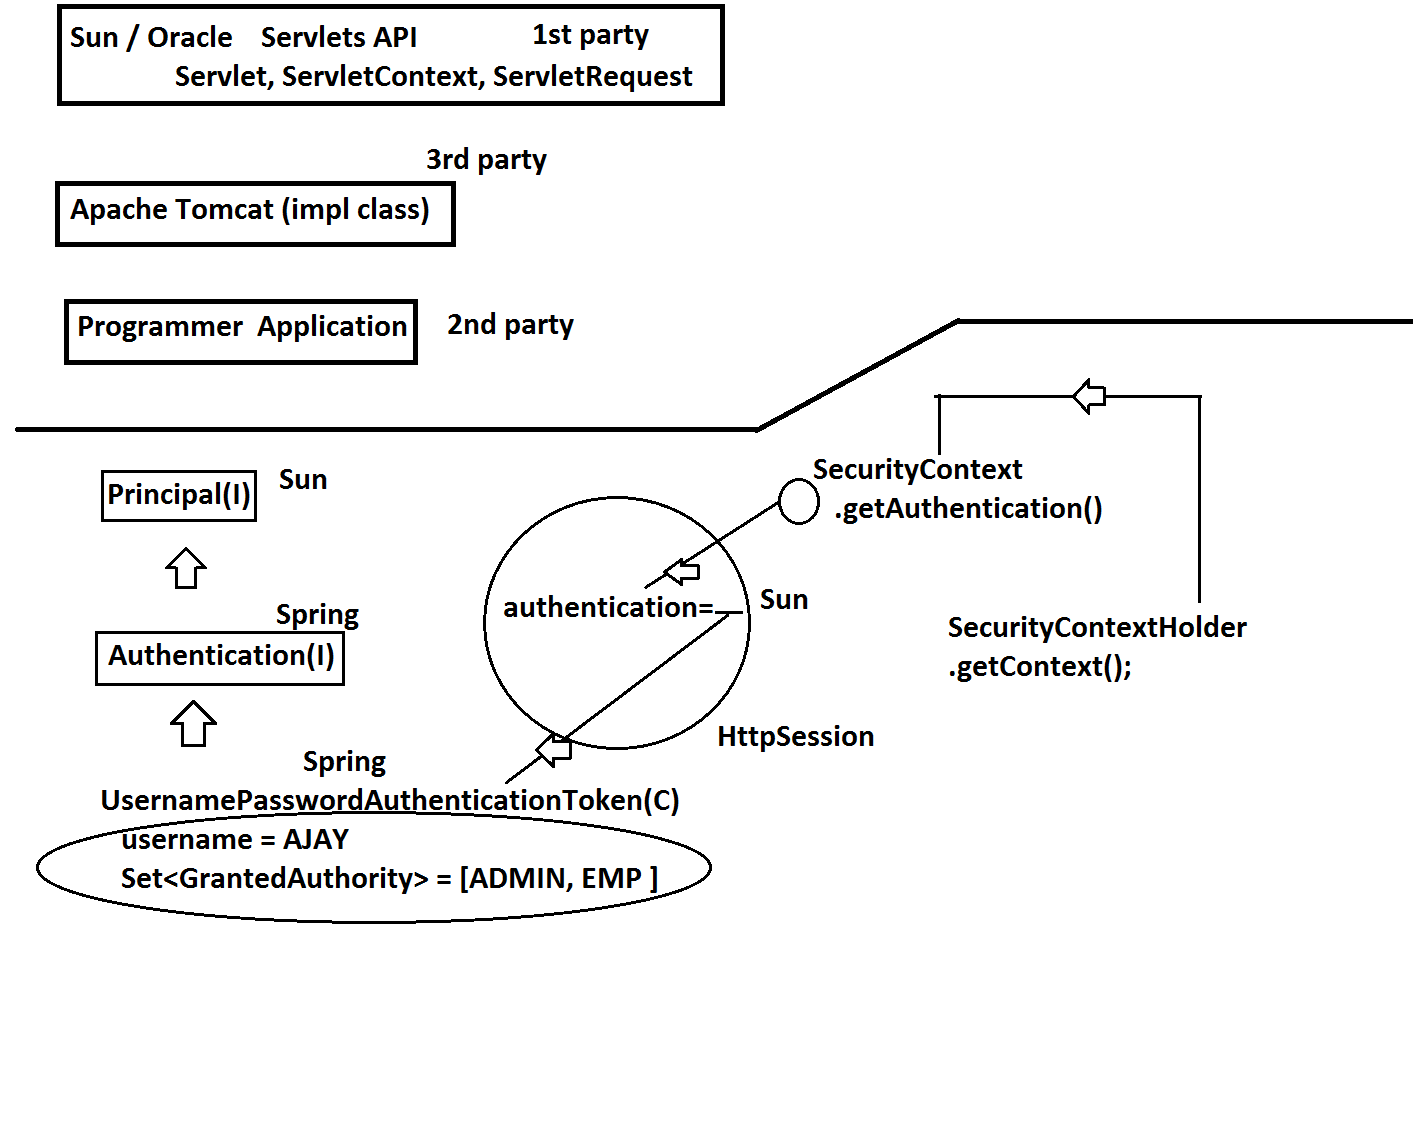 Sun / Oracle Servlets API 1st party
Servlet, ServletContext, ServletRequest
3rd party
Apache Tomcat (impl class)
Programmer Application
2nd party
Principal(I)
Sun
Spring
Authentication(I)
Spring
UsernamePasswordAuthenticationToken(C)
username = AJAY
Set<GrantedAuthority> = [ADMIN, EMP ]
authentication=__
Sun
HttpSession
SecurityContext
.getAuthentication()
SecurityContextHolder
.getContext();